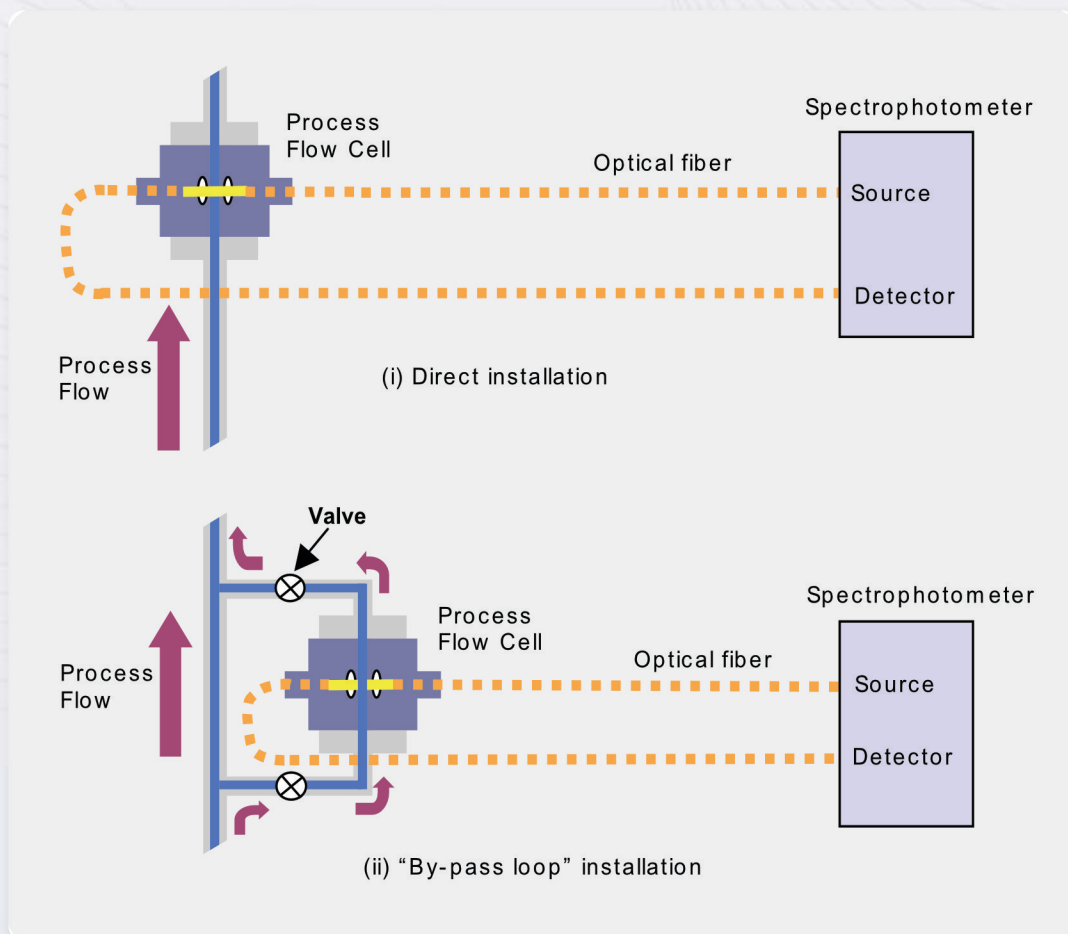 Spectrophotometer
Process
Flow Cell
Optical fiber
Source
Detector
Process
Flow
(i) Direct installation
Valve
Spectrophotometer
Process
Flow Cell
Optical fiber
Source
Process
Flow
Detector
(ii) “By-pass loop” installation